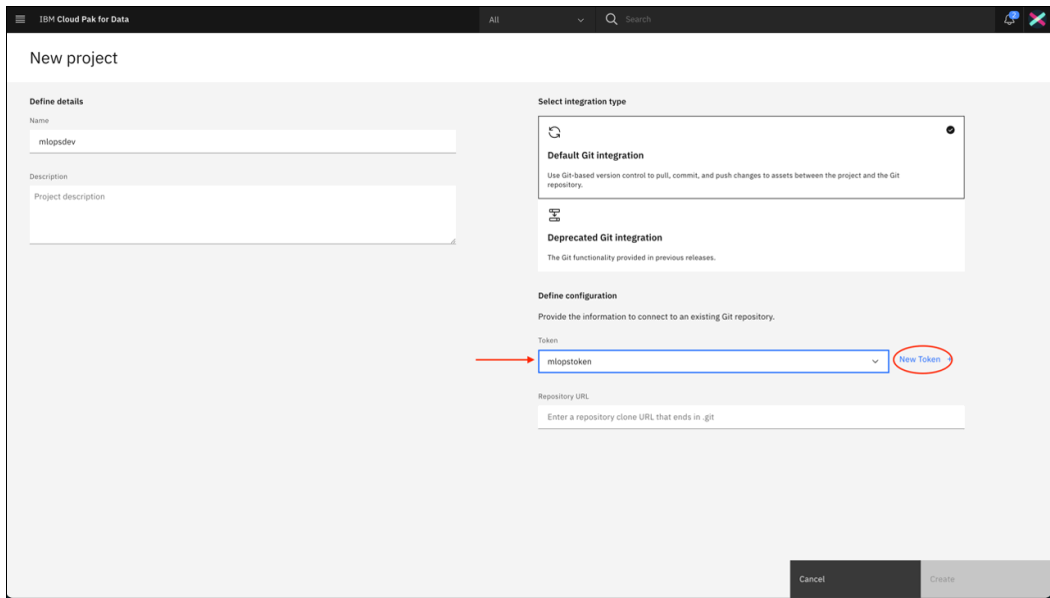 IBM Cloud Pak for Data
All
Search
2
New project
Define details
Name
mlopsdev
Description
Project description
Select integration type
Default Git integration
Use Git-based version control to pull, commit, and push changes to assets between the project and the Git
repository.
Deprecated Git integration
The Git functionality provided in previous releases.
Define configuration
Provide the information to connect to an existing Git repository.
Token
mlopstoken
New Token +
Repository URL
Enter a repository clone URL that ends in .git
Cancel
Create